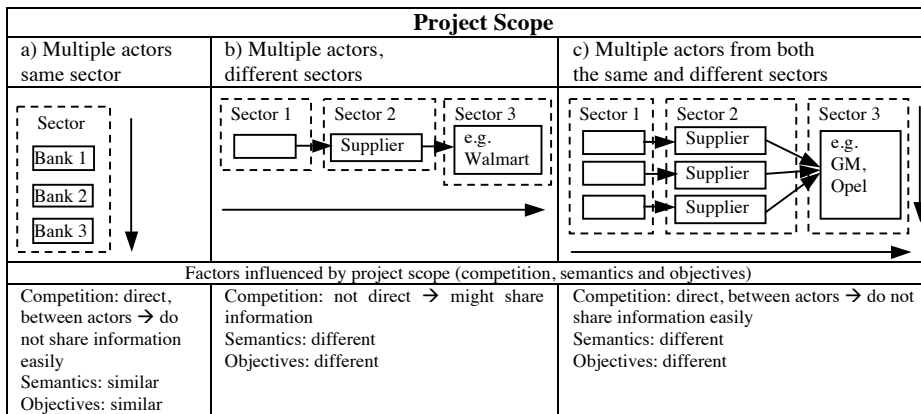 Project Scope
a) Multiple actors
same sector
b) Multiple actors,
different sectors
c) Multiple actors from both
the same and different sectors
Sector
Bank 1
Bank 2
Bank 3
Sector 1
Sector 2
Sector 3
Supplier
e.g.
Walmart
Sector 1
Sector 2
Sector 3
Supplier
Supplier
Supplier
e.g.
GM,
Opel
Factors influenced by project scope (competition, semantics and objectives)
Competition: direct,
between actors → do
not share information
easily
Semantics: similar
Objectives: similar
Competition: not direct → might share
information
Semantics: different
Objectives: different
Competition: direct, between actors → do not
share information easily
Semantics: different
Objectives: different